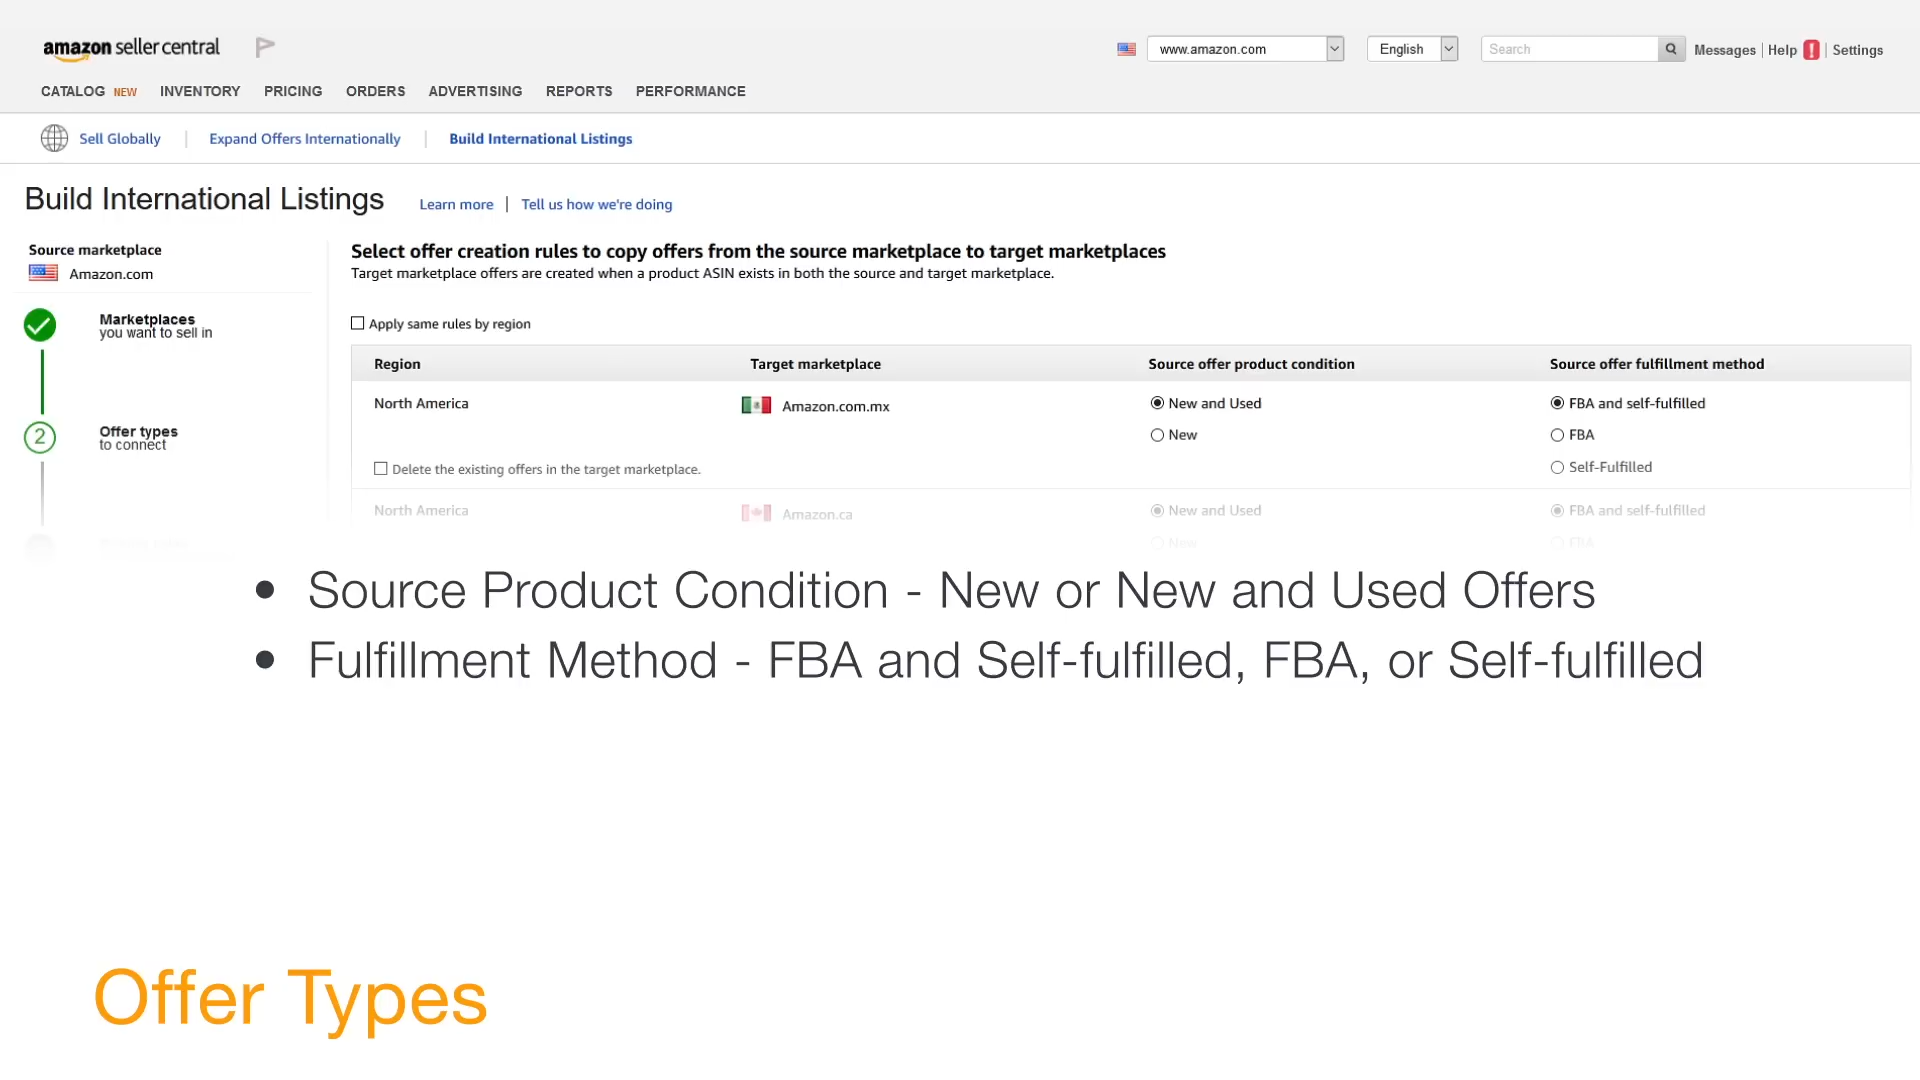 amazon seller central
www.amazon.com
English
Search
Messages | Help ! | Settings
CATALOG NEW INVENTORY PRICING ORDERS ADVERTISING REPORTS PERFORMANCE
Sell Globally | Expand Offers Internationally | Build International Listings
Build International Listings Learn more | Tell us how we're doing
Source marketplace
Amazon.com
Marketplaces
you want to sell in
2
Offer types
to connect
Select offer creation rules to copy offers from the source marketplace to target marketplaces
Target marketplace offers are created when a product ASIN exists in both the source and target marketplace.
Apply same rules by region
Region Target marketplace Source offer product condition Source offer fulfillment method
North America Amazon.com.mx New and Used FBA and self-fulfilled
New FBA
Delete the existing offers in the target marketplace. Self-Fulfilled
North America Amazon.ca New and Used FBA and self-fulfilled
New FBA
• Source Product Condition - New or New and Used Offers
• Fulfillment Method - FBA and Self-fulfilled, FBA, or Self-fulfilled
Offer Types